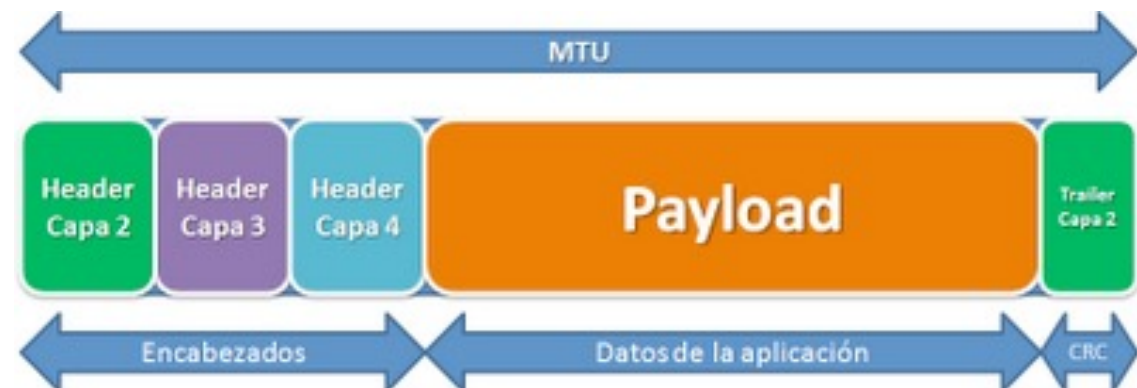 MTU
Header
Capa 2
Header
Capa 3
Header
Capa 4
Payload
Trailer
Capa 2
Encabezados
Datos de la aplicación
CRC